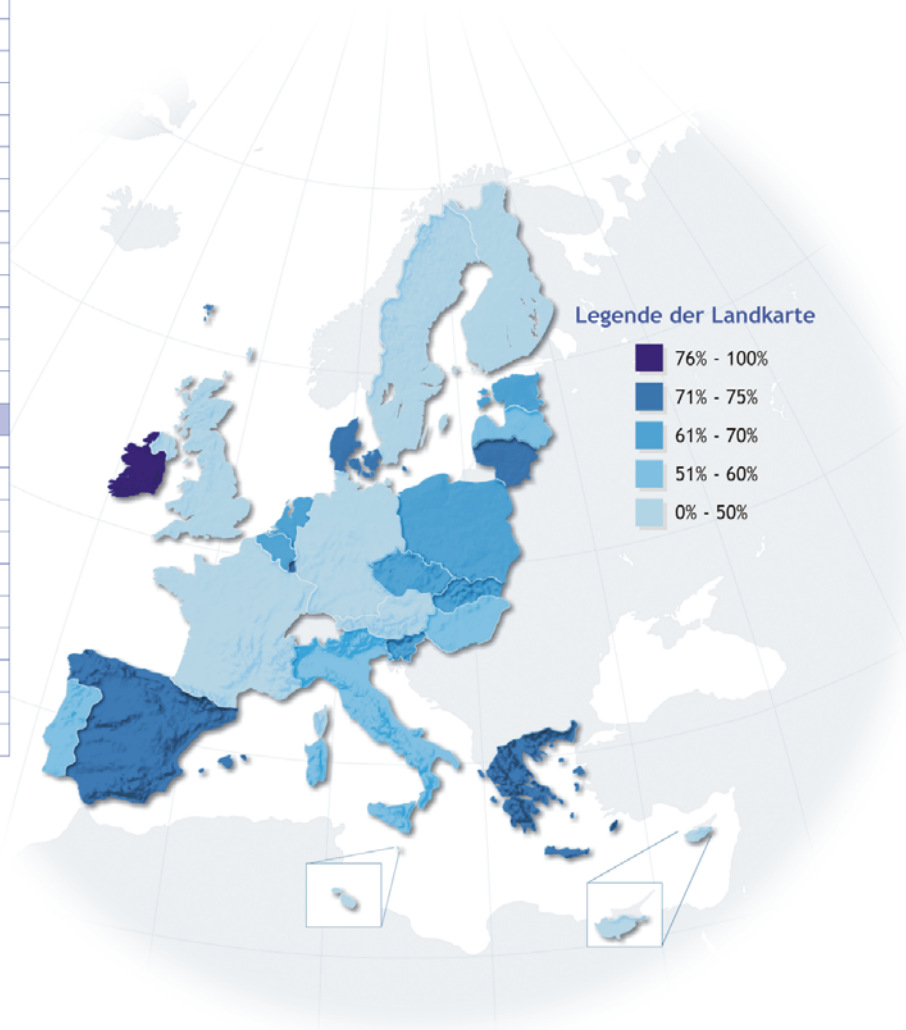 Legende der Landkarte
76% - 100%
71% - 75%
61% - 70%
51% - 60%
0% - 50%